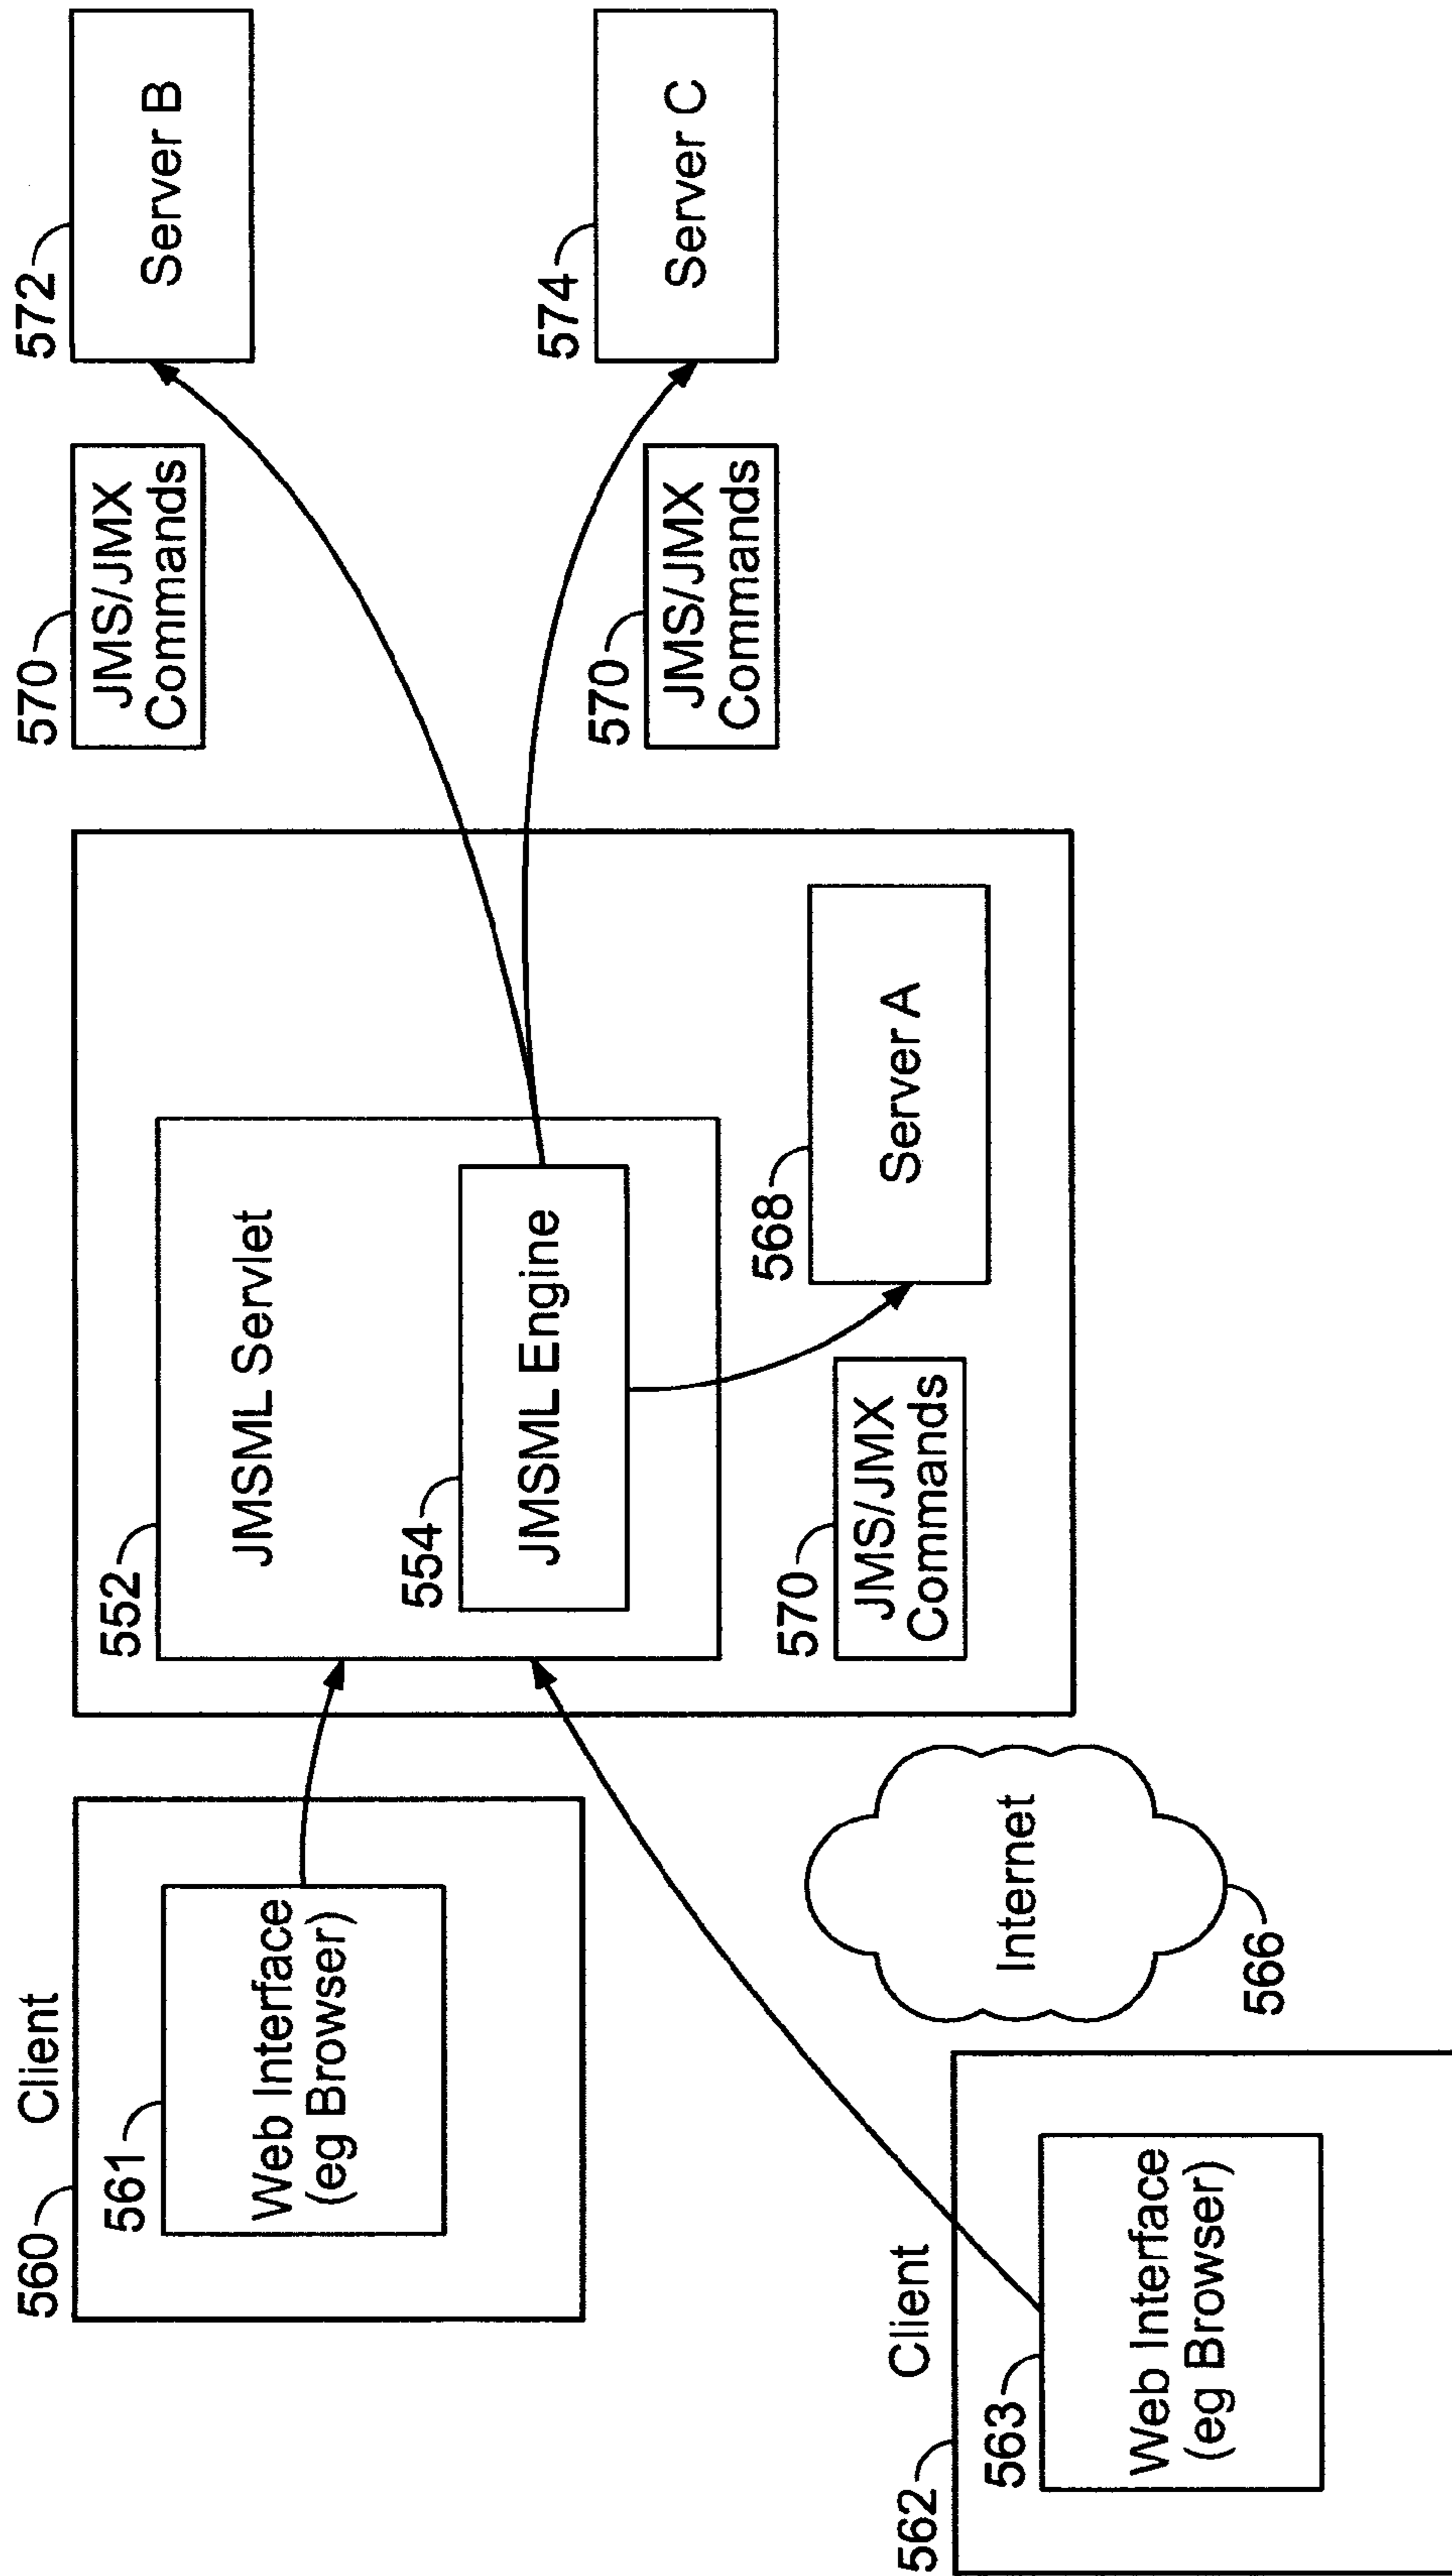 560
Client
561
Web Interface
(eg Browser)
562
Client
563
Web Interface
(eg Browser)
Internet
566
552
JMSML Servlet
554
JMSML Engine
570
JMS/JMX
Commands
568
Server A
570
JMS/JMX
Commands
572
Server B
570
JMS/JMX
Commands
574
Server C